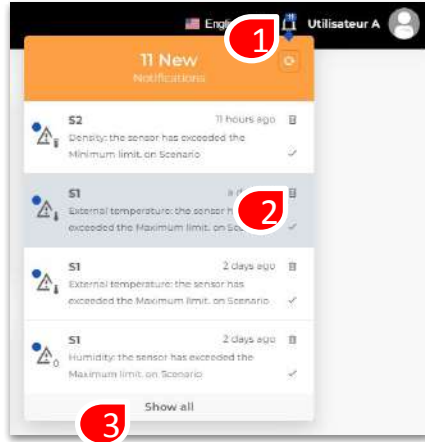 Engli
1
Utilisateur A
11 New
Notifications
S2 11 hours ago
Density: the sensor has exceeded the
Minimum limit. on Scenario
S1 a d
2
External temperature: the sensor h
exceeded the Maximum limit. on Sce
S1 2 days ago
External temperature: the sensor has
exceeded the Maximum limit. on Scenario
S1 2 days ago
Humidity: the sensor has exceeded the
Maximum limit. on Scenario
Show all
3